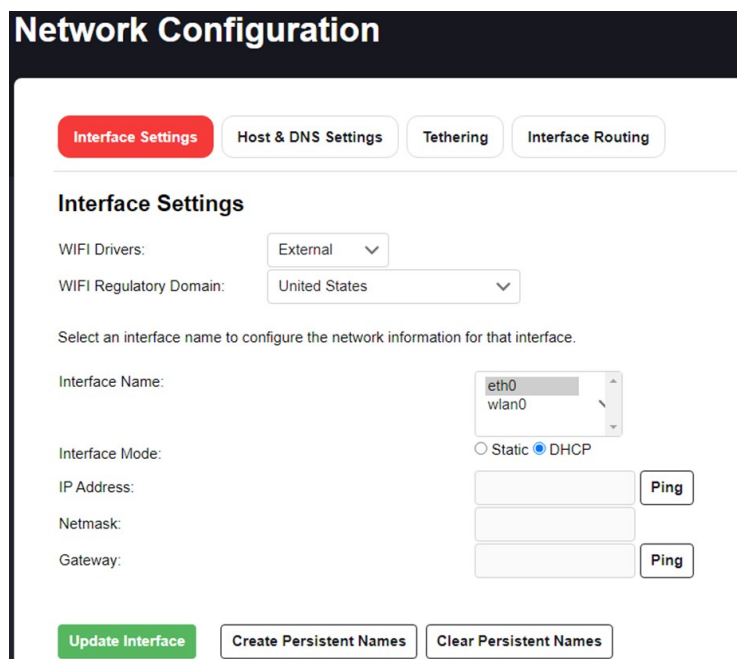 Network Configuration
Interface Settings Host & DNS Settings Tethering Interface Routing
Interface Settings
WIFI Drivers: External
WIFI Regulatory Domain: United States
Select an interface name to configure the network information for that interface.
Interface Name: eth0
wlan0
Interface Mode: Static DHCP
IP Address: Ping
Netmask:
Gateway: Ping
Update Interface Create Persistent Names Clear Persistent Names